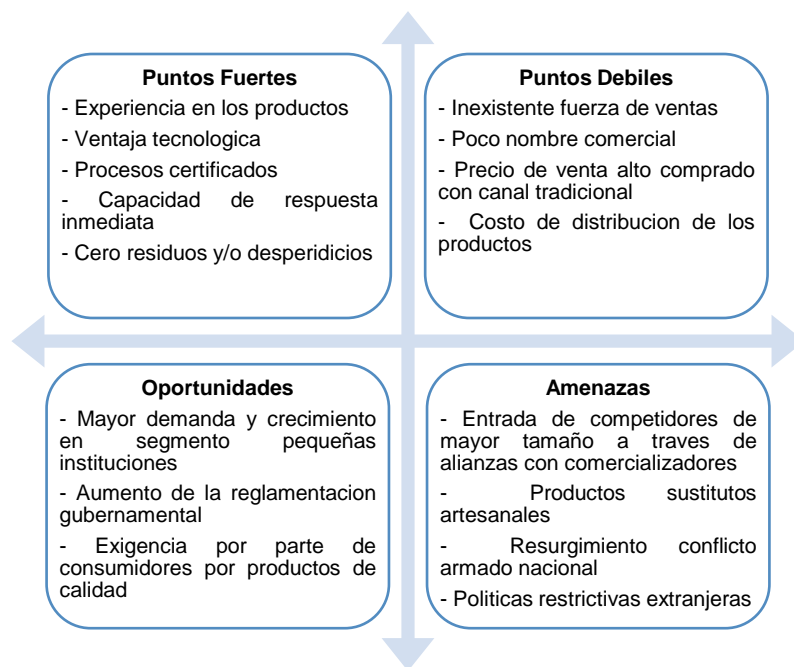 Puntos Fuertes
- Experiencia en los productos
- Ventaja tecnologica
- Procesos certificados
- Capacidad de respuesta
inmediata
- Cero residuos y/o desperidicios
Puntos Debiles
- Inexistente fuerza de ventas
- Poco nombre comercial
- Precio de venta alto comprado
con canal tradicional
- Costo de distribucion de los
productos
Oportunidades
- Mayor demanda y crecimiento
en segmento pequeñas
instituciones
- Aumento de la reglamentacion
gubernamental
- Exigencia por parte de
consumidores por productos de
calidad
Amenazas
- Entrada de competidores de
mayor tamaño a traves de
alianzas con comercializadores
- Productos sustitutos
artesanales
- Resurgimiento conflicto
armado nacional
- Politicas restrictivas extranjeras